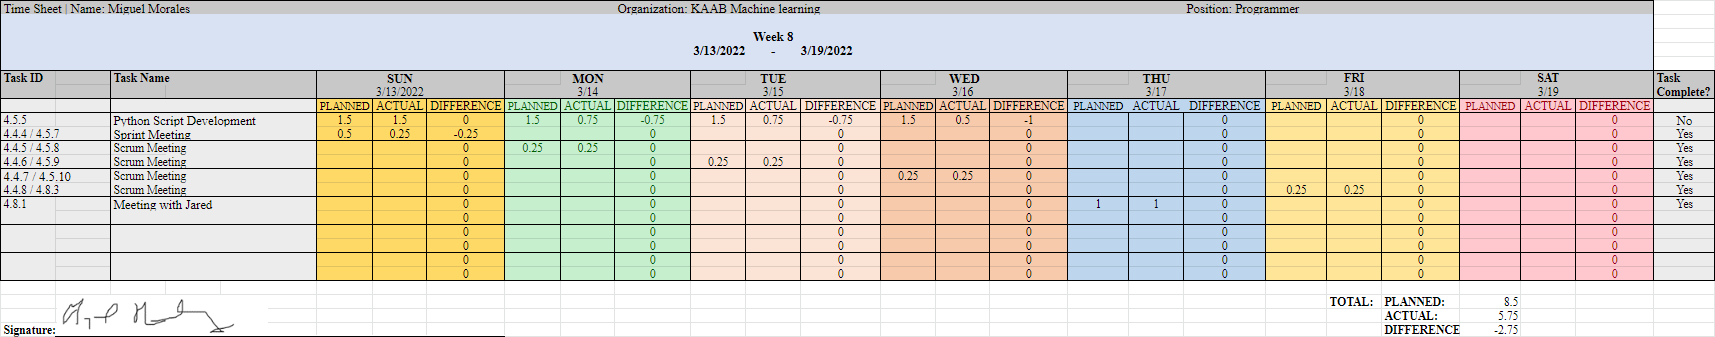 Time Sheet | Name: Miguel Morales Organization: KAAB Machine learning Position: Programmer
Week 8
3/13/2022 - 3/19/2022
Task ID Task Name SUN MON TUE WED THU FRI SAT Task
3/13/2022 3/14 3/15 3/16 3/17 3/18 3/19 Complete?
PLANNED ACTUAL DIFFERENCE PLANNED ACTUAL DIFFERENCE PLANNED ACTUAL DIFFERENCE PLANNED ACTUAL DIFFERENCE PLANNED ACTUAL DIFFERENCE PLANNED ACTUAL DIFFERENCE PLANNED ACTUAL DIFFERENCE
4.5.5 Python Script Development 1.5 1.5 0 1.5 0.75 -0.75 1.5 0.75 -0.75 1.5 0.5 -1 0 0 0 No
4.4.4 / 4.5.7 Sprint Meeting 0.5 0.25 -0.25 0 0 0 0 0 0 Yes
4.4.5 / 4.5.8 Scrum Meeting 0 0.25 0.25 0 0 0 0 0 0 Yes
4.4.6 / 4.5.9 Scrum Meeting 0 0 0.25 0.25 0 0 0 0 0 Yes
4.4.7 / 4.5.10 Scrum Meeting 0 0 0 0.25 0.25 0 0 0 0 Yes
4.4.8 / 4.8.3 Scrum Meeting 0 0 0 0 0 0.25 0.25 0 0 Yes
4.8.1 Meeting with Jared 0 0 0 0 1 1 0 0 0 Yes
0 0 0 0 0 0 0
0 0 0 0 0 0 0
0 0 0 0 0 0 0
0 0 0 0 0 0 0
0 0 0 0 0 0 0
TOTAL: PLANNED: 8.5
ACTUAL: 5.75
Signature: DIFFERENCE -2.75